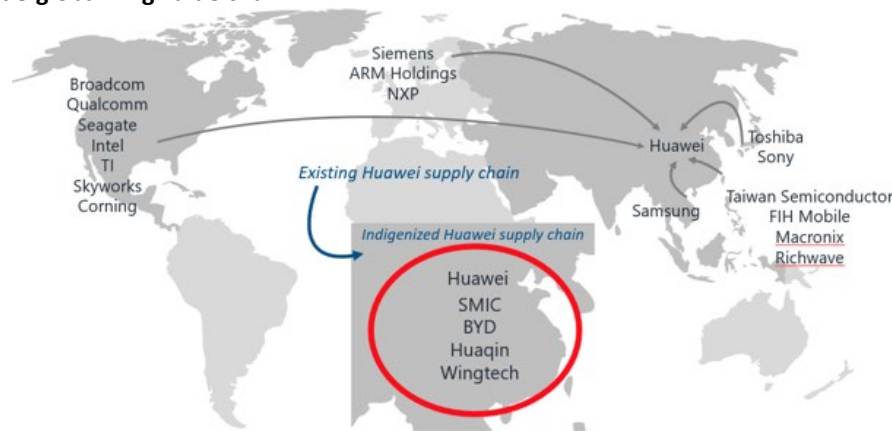 Siemens
ARM Holdings
NXP
Broadcom
Qualcomm
Seagate
Intel
TI
Skyworks
Corning
Huawei
Toshiba
Sony
Existing Huawei supply chain
Samsung
Taiwan Semiconductor
FIH Mobile
Macronix
Richwave
Indigenized Huawei supply chain
Huawei
SMIC
BYD
Huaqin
Wingtech